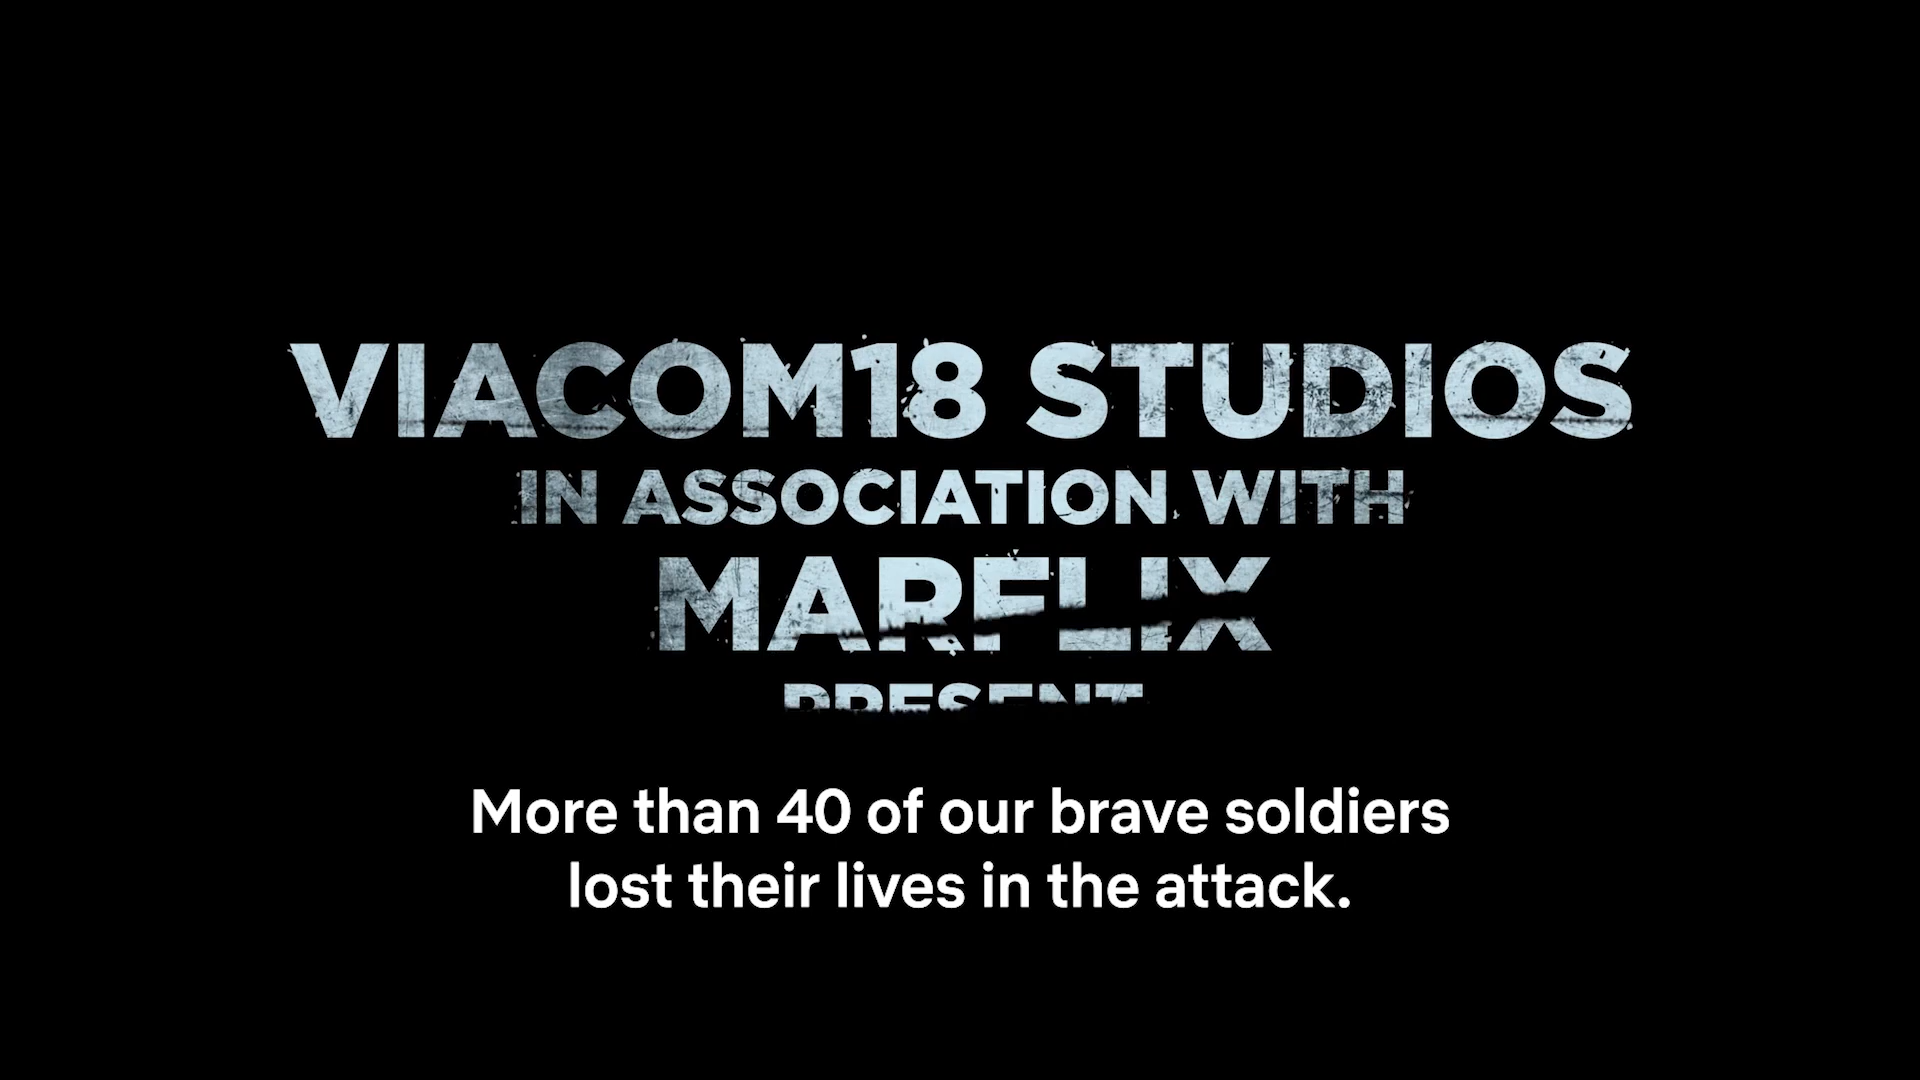 VIACOM18 STUDIOS
IN ASSOCIATION WITH
MARFLIX
PRESENT
More than 40 of our brave soldiers
lost their lives in the attack.